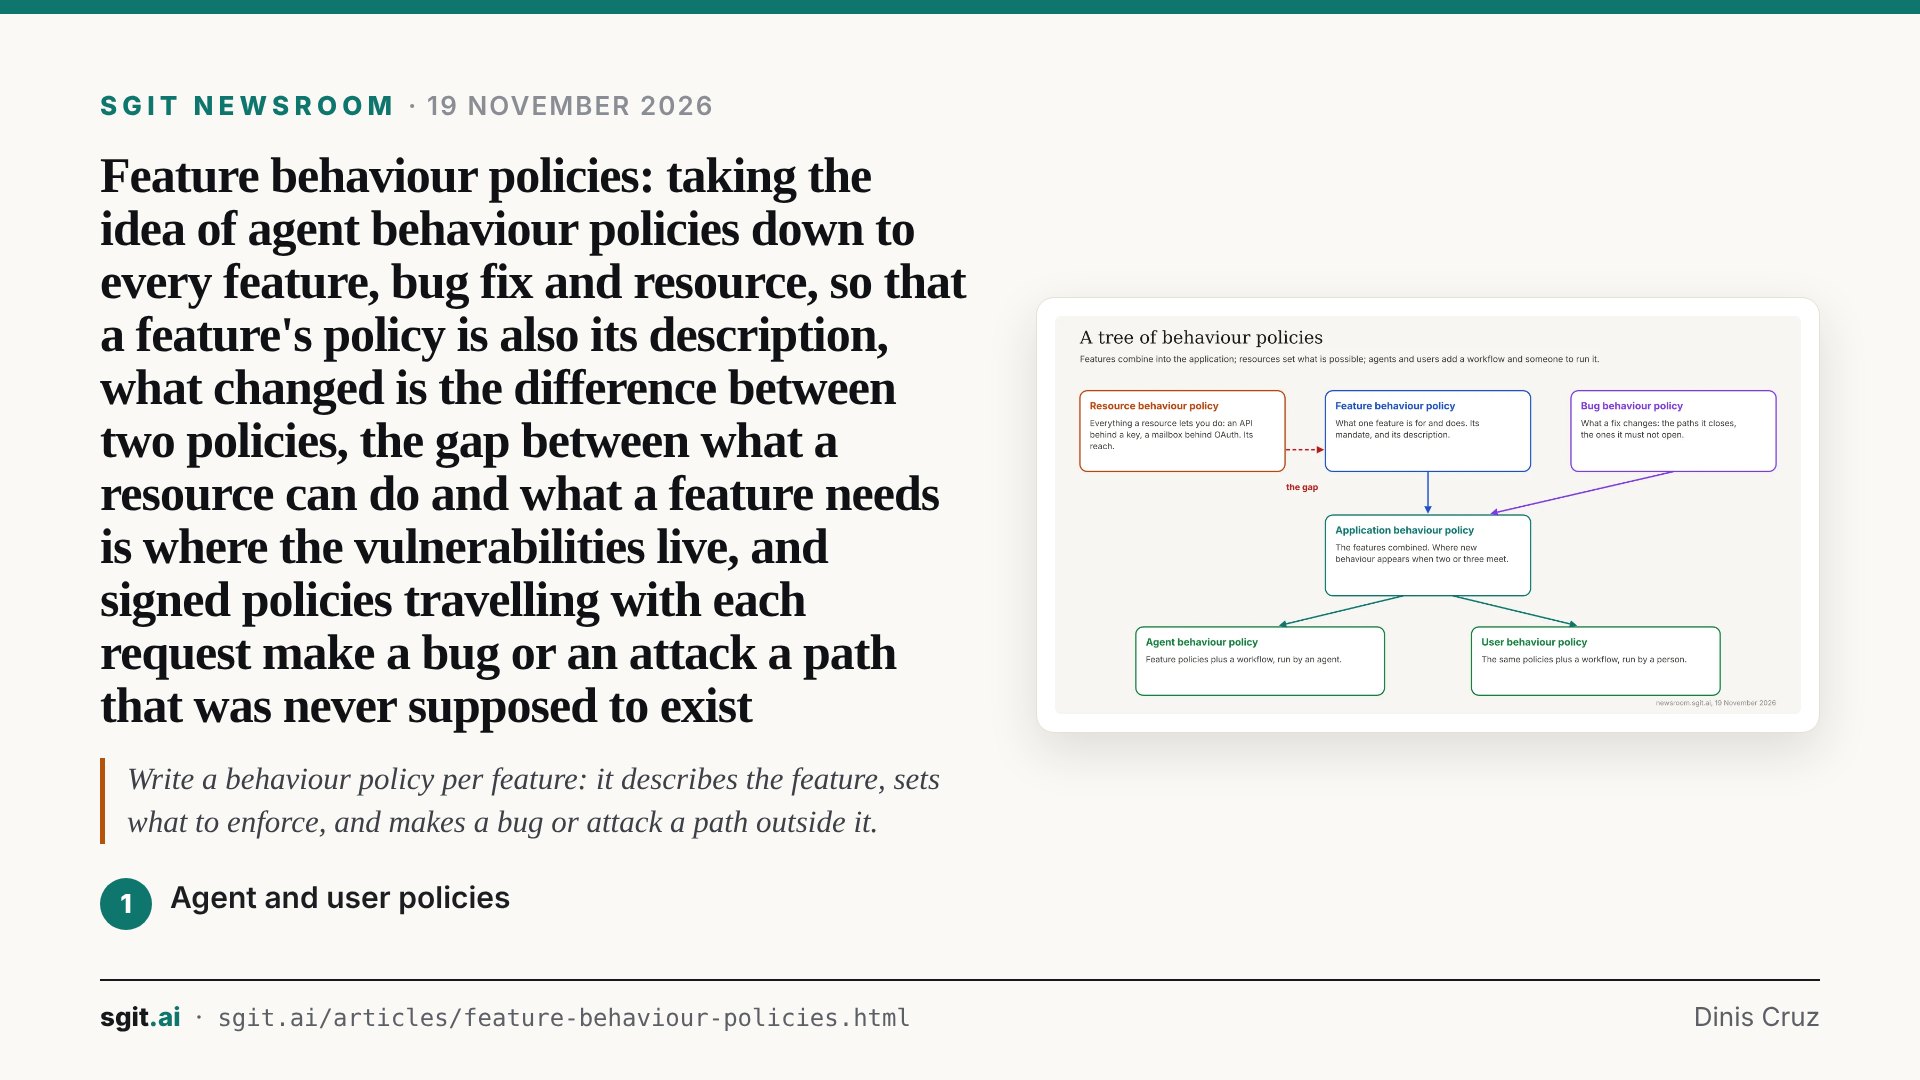 SGIT NEWSROOM · 19 NOVEMBER 2026
Feature behaviour policies: taking the
idea of agent behaviour policies down to
every feature, bug fix and resource, so that
a feature's policy is also its description,
what changed is the difference between
two policies, the gap between what a
resource can do and what a feature needs
is where the vulnerabilities live, and
signed policies travelling with each
request make a bug or an attack a path
that was never supposed to exist
Write a behaviour policy per feature: it describes the feature, sets
what to enforce, and makes a bug or attack a path outside it.
1 Agent and user policies
A tree of behaviour policies
Features combine into the application; resources set what is possible; agents and users add a workflow and someone to run it.
Resource behaviour policy
Everything a resource lets you do: an API
behind a key, a mailbox behind OAuth. Its
reach.
the gap
Feature behaviour policy
What one feature is for and does. Its
mandate, and its description.
Bug behaviour policy
What a fix changes: the paths it closes,
the ones it must not open.
Application behaviour policy
The features combined. Where new
behaviour appears when two or three meet.
Agent behaviour policy
Feature policies plus a workflow, run by an agent.
User behaviour policy
The same policies plus a workflow, run by a person.
newsroom.sgit.ai, 19 November 2026
sgit.ai · sgit.ai/articles/feature-behaviour-policies.html
Dinis Cruz